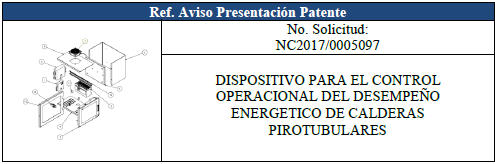 Ref. Aviso Presentación Patente
No. Solicitud:
NC2017/0005097
DISPOSITIVO PARA EL CONTROL
OPERACIONAL DEL DESEMPEÑO
ENERGETICO DE CALDERAS
PIROTUBULARES